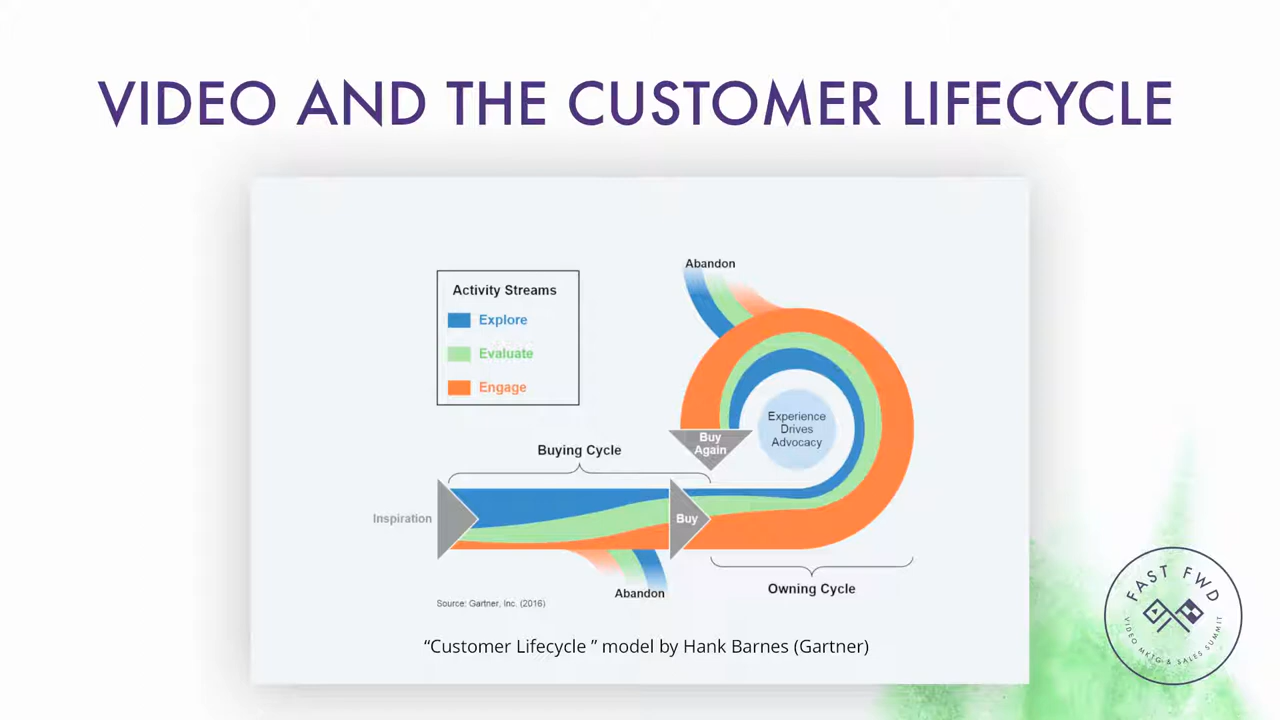 VIDEO AND THE CUSTOMER LIFECYCLE
Abandon
Activity Streams
Explore
Evaluate
Engage
Experience
Drives
Advocacy
Buy
Again
Buying Cycle
Inspiration
Buy
Abandon
Owning Cycle
Source: Gartner, Inc. (2016)
“Customer Lifecycle ” model by Hank Barnes (Gartner)
FAST FWD
VIDEO MKTG & SALES SUMMIT